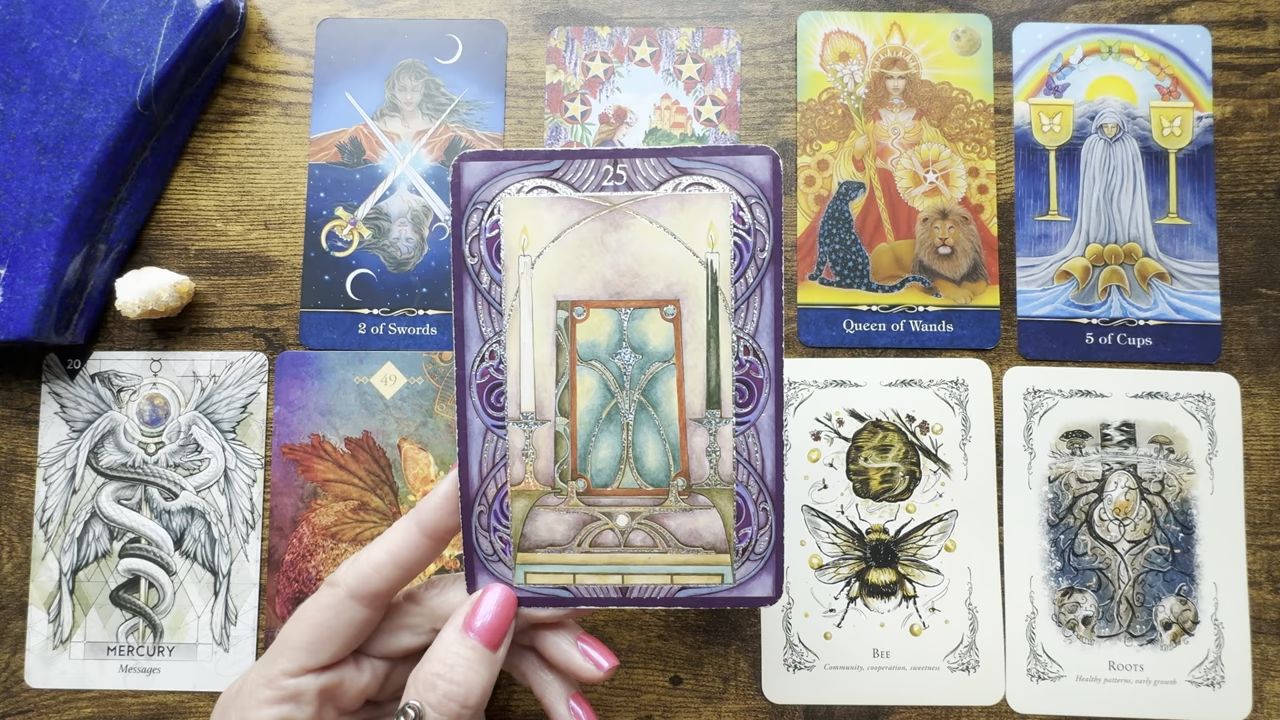 2 of Swords
25
Queen of Wands
5 of Cups
20
MERCURY
Messages
49
BEE
Community, cooperation, sweetness
ROOTS
Healthy patterns, early growth